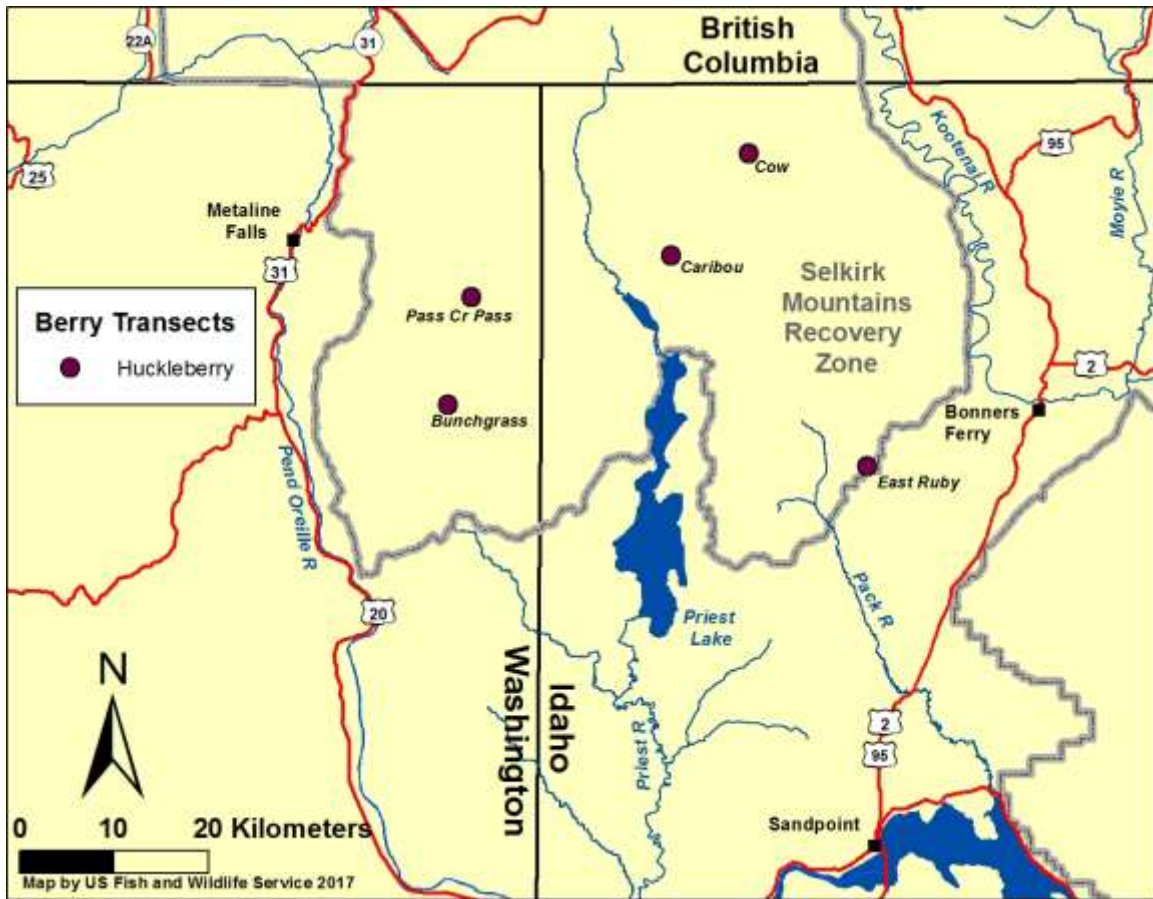 British
Columbia
22A
31
Cow
Kootenai R
95
25
Moyie R
Metaline
Falls
Caribou
31
Selkirk
Mountains
Recovery
Zone
Berry Transects
Huckleberry
Pass Cr Pass
2
Bunchgrass
Bonners
Ferry
Pend Oreille R
East Ruby
20
Pack R
Priest
Lake
N
Washington
Idaho
Priest R
2
95
Sandpoint
0 10 20 Kilometers
Map by US Fish and Wildlife Service 2017